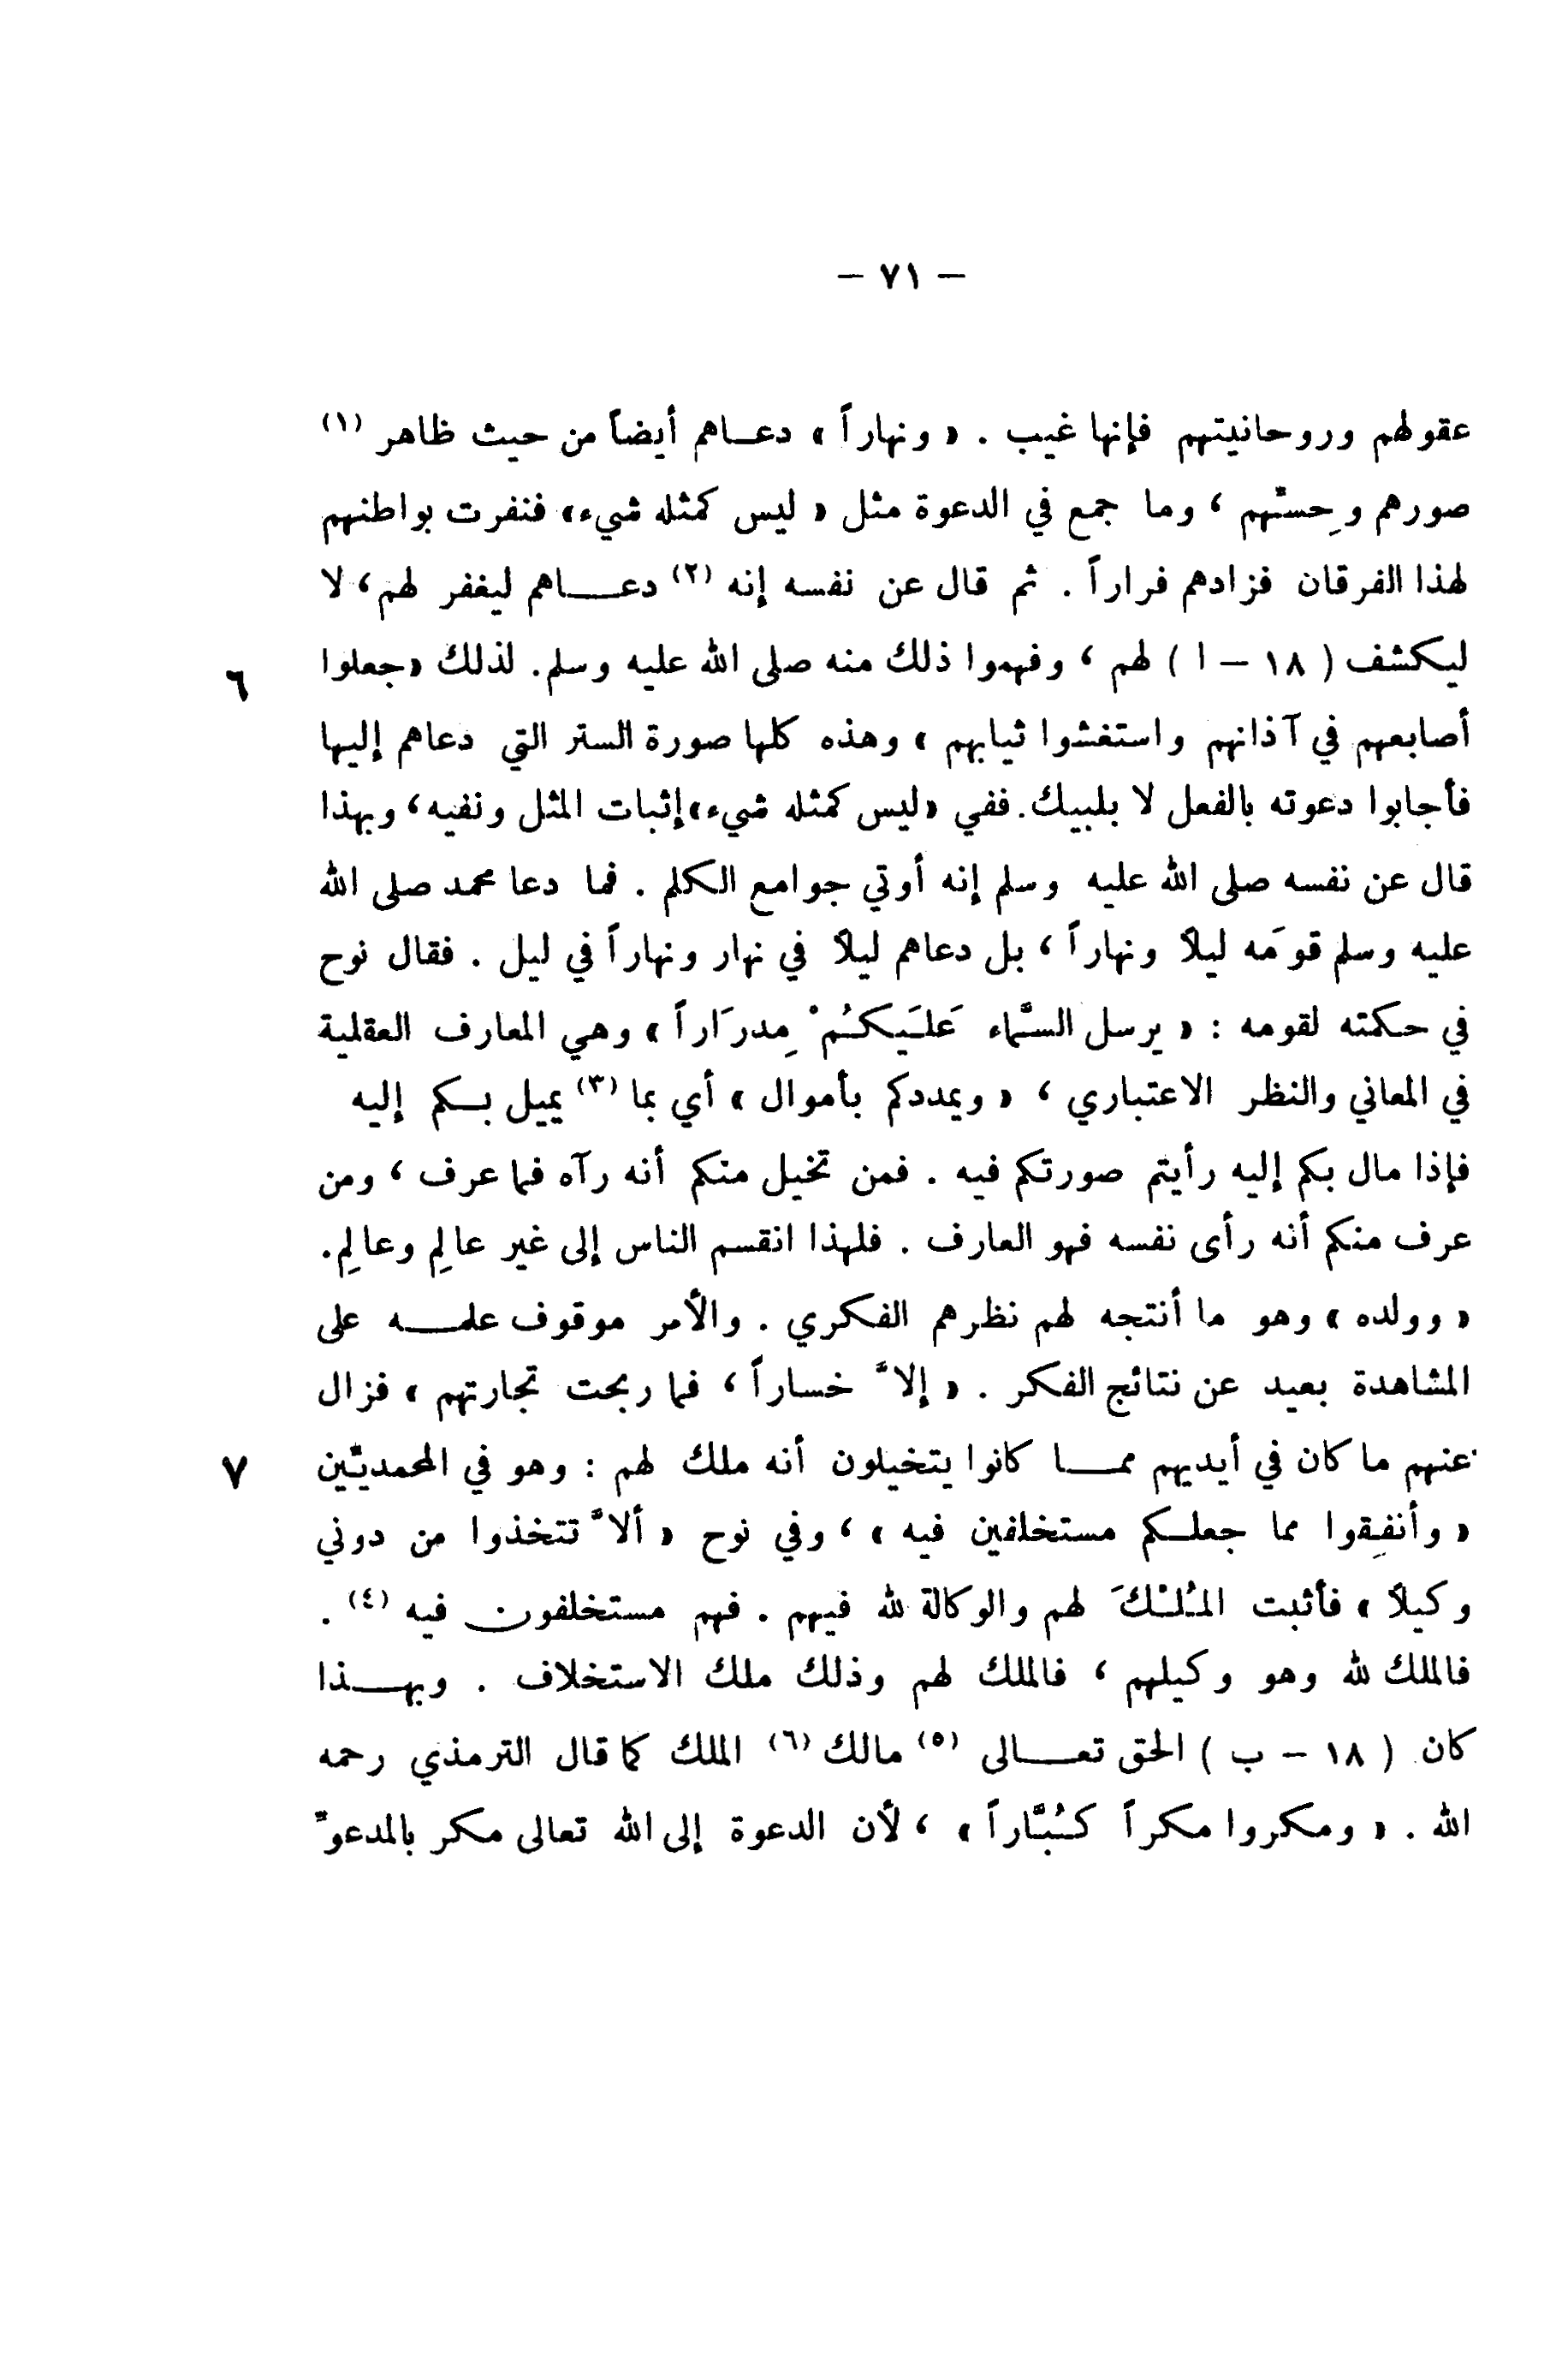 — ٧١ —
عقولهم وروحانيتهم فإنها غيب . « ونهاراً » دعـاهم أيضاً من حيث ظاهر (١)
صورهم وحِسّهم ، وما جمع في الدعوة مثل « ليس كمثله شيء» فنفرت بواطنهم
لهذا الفرقان فزادهم فراراً . ثم قال عن نفسه إنه (٢) دعـــاهم ليغفر لهم، لا
ليكشف ( ١٨ – ا ) لهم ، وفهموا ذلك منه صلى الله عليه وسلم. لذلك «جعلوا ٦
أصابعهم في آذانهم واستغشوا ثيابهم » وهذه كلها صورة الستر التي دعاهم إليها
فأجابوا دعوته بالفعل لا بلبيك. ففي «ليس كمثله شيء»إثبات المثل ونفيه، وبهذا
قال عن نفسه صلى الله عليه وسلم إنه أوتي جوامع الكلم . فما دعا محمد صلى الله
عليه وسلم قومَه ليلاً ونهاراً ، بل دعاهم ليلاً في نهار ونهاراً في ليل . فقال نوح
في حكمته لقومه : « يرسل السَّماء عَلَيكُمْ مِدرَاراً » وهي المعارف العقلية
في المعاني والنظر الاعتباري ، « ويمددكم بأموال » أي بما (٣) يميل بـكم إليه
فإذا مال بكم إليه رأيتم صورتكم فيه . فمن تخيل منكم أنه رآه فما عرف ، ومن
عرف منكم أنه رأى نفسه فهو العارف . فلهذا انقسم الناس إلى غير عالِم وعالِم.
« وولده » وهو ما أنتجه لهم نظرهم الفكري . والأمر موقوف علمـــه على
المشاهدة بعيد عن نتائج الفكر . « إلاَّ خساراً ، فما ربحت تجارتهم » فزال
عنهم ما كان في أيديهم ممـــا كانوا يتخيلون أنه ملك لهم : وهو في المحمديّين ٧
« وأنفِقوا مما جعلـكم مستخلفين فيه » ، وفي نوح « ألاَّ تتخذوا من دوني
وكيلاً » فأثبت المُلْكَ لهم والوكالة لله فيهم . فهم مستخلفون فيه (٤) .
فالملك لله وهو وكيلهم ، فالملك لهم وذلك ملك الاستخلاف . وبهـــذا
كان ( ١٨ – ب ) الحق تعـــالى (٥) مالك (٦) الملك كما قال الترمذي رحمه
الله . « ومكروا مكراً كُبَّاراً » ، لأن الدعوة إلى الله تعالى مكر بالمدعوّ